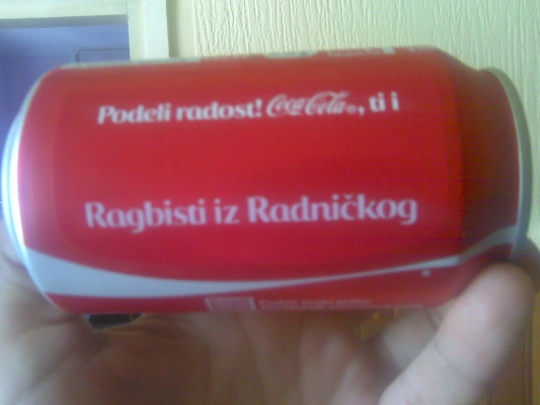 Podeli radost! Coca-Cola®, ti i
Ragbisti iz Radničkog